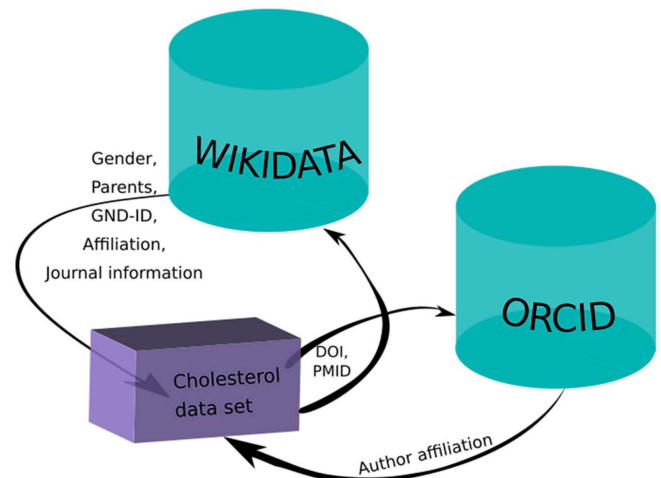 WIKIDATA
Gender,
Parents,
GND-ID,
Affiliation,
Journal information
ORCID
DOI,
PMID
Cholesterol
data set
Author affiliation